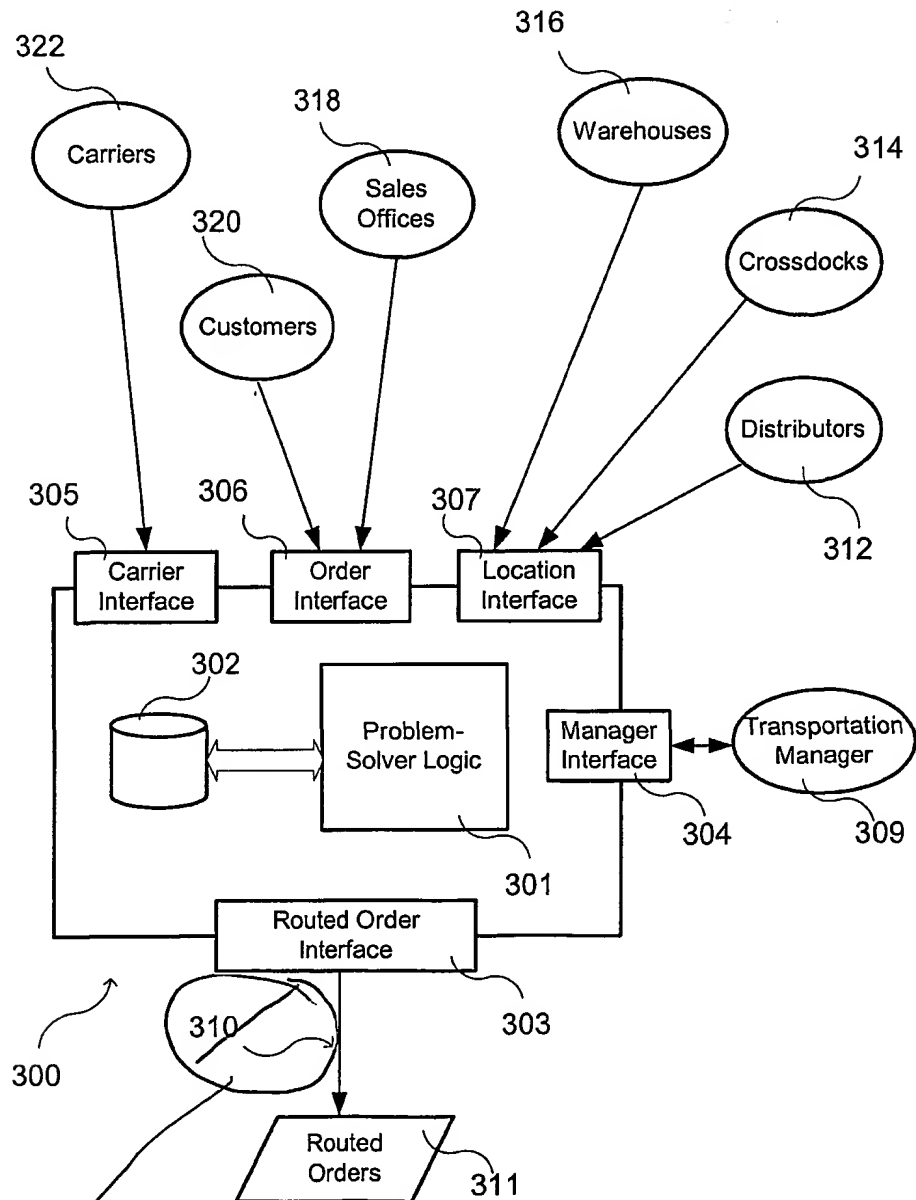 322
316
318
Carriers
Warehouses
314
Sales
Offices
320
Crossdocks
Customers
Distributors
305
306
307
312
Carrier
Interface
Order
Interface
Location
Interface
302
Problem-
Solver Logic
Manager
Interface
Transportation
Manager
304
309
301
Routed Order
Interface
303
310
300
Routed
Orders
311